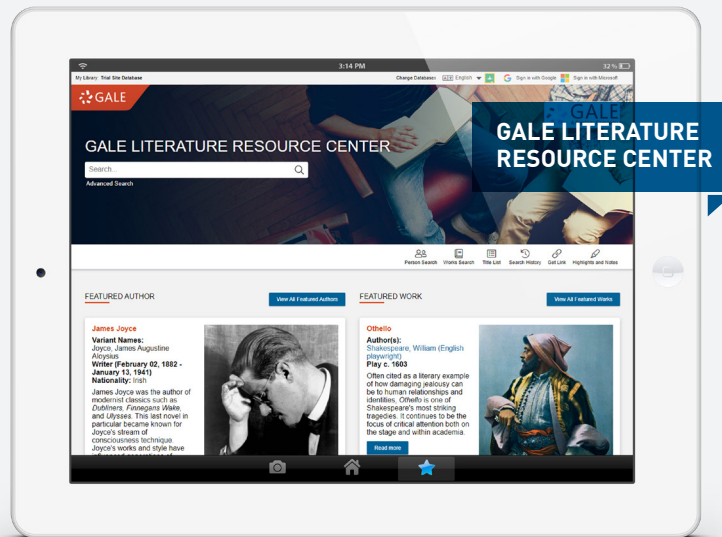 3:14 PM
32%
My Library: Trial Site Database
Change Databases
English
Sign in with Google
Sign in with Microsoft
GALE
GALE
GALE LITERATURE
RESOURCE CENTER
GALE LITERATURE RESOURCE CENTER
Search...
Advanced Search
Person Search
Works Search
Title List
Search History
Get Link
Highlights and Notes
FEATURED AUTHOR
View All Featured Authors
FEATURED WORK
View All Featured Works
James Joyce
Variant Names:
Joyce, James Augustine
Aloysius
Writer (February 02, 1882 -
January 13, 1941)
Nationality: Irish
James Joyce was the author of
modernist classics such as
Dubliners, Finnegans Wake,
and Ulysses. This last novel in
particular became known for
Joyce's stream of
consciousness technique.
Joyce's works and style have
Othello
Author(s):
Shakespeare, William (English
playwright)
Play c. 1603
Often cited as a literary example
of how damaging jealousy can
be to human relationships and
identities, Othello is one of
Shakespeare's most striking
tragedies. It continues to be the
focus of critical attention both on
the stage and within academia.
Read more